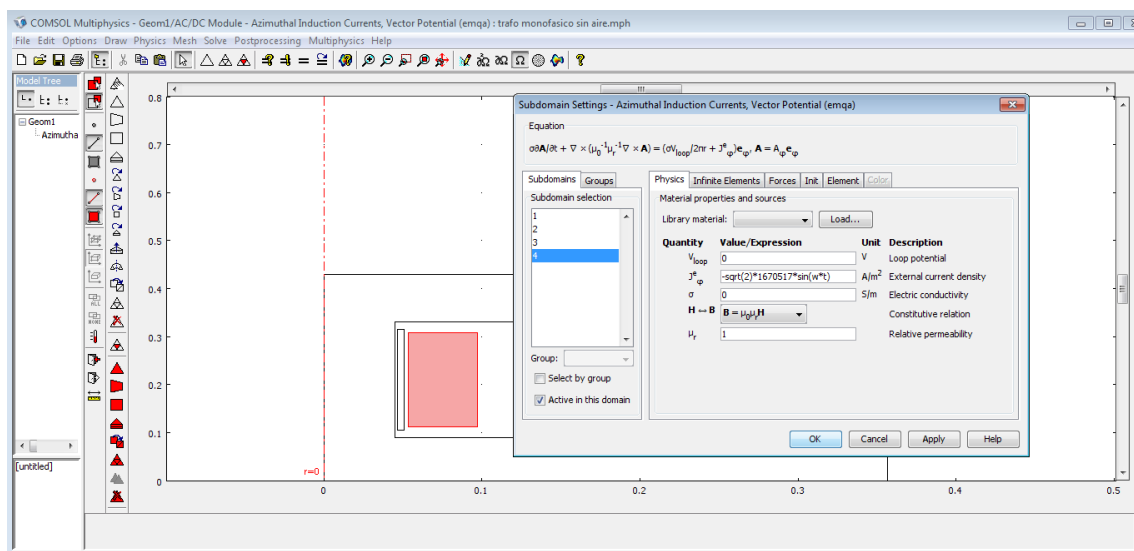 COMSOL Multiphysics - Geom1/AC/DC Module - Azimuthal Induction Currents, Vector Potential (emqa) : trafo monofasico sin aire.mph
File Edit Options Draw Physics Mesh Solve Postprocessing Multiphysics Help
Model Tree
Geom1
Azimutha
[untitled]
0.8
0.7
0.6
0.5
0.4
0.3
0.2
0.1
0
r=0
0 0.1 0.2 0.3 0.4 0.5
Subdomain Settings - Azimuthal Induction Currents, Vector Potential (emqa)
Equation
σ∂A/∂t + ∇ × (μ₀⁻¹μᵣ⁻¹∇ × A) = (σV_loop/2πr + Jᵉ_φ)e_φ, A = A_φe_φ
Subdomains Groups
Subdomain selection
1
2
3
4
Group:
Select by group
Active in this domain
Physics Infinite Elements Forces Init Element Color
Material properties and sources
Library material: Load...
Quantity Value/Expression Unit Description
V_loop 0 V Loop potential
Jᵉ_φ -sqrt(2)*1670517*sin(w*t) A/m² External current density
σ 0 S/m Electric conductivity
H ↔ B B = μ₀μᵣH Constitutive relation
μᵣ 1 Relative permeability
OK Cancel Apply Help